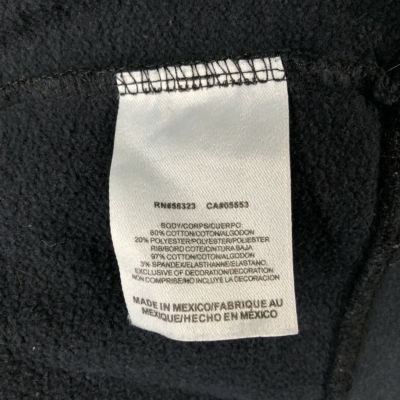 RN#56323 CA#05553
BODY/CORPS/CUERPO:
80% COTTON/COTON/ALGODON
20% POLYESTER/POLYESTER/POLIESTER
RIB/BORD COTE/CINTURA BAJA
97% COTTON/COTON/ALGODON
3% SPANDEX/ELASTHANNE/ELASTANO.
EXCLUSIVE OF DECORATION/DECORATION
NON COMPRISE/NO INCLUYE LA DECORACION
MADE IN MEXICO/FABRIQUE AU
MEXIQUE/HECHO EN MÉXICO